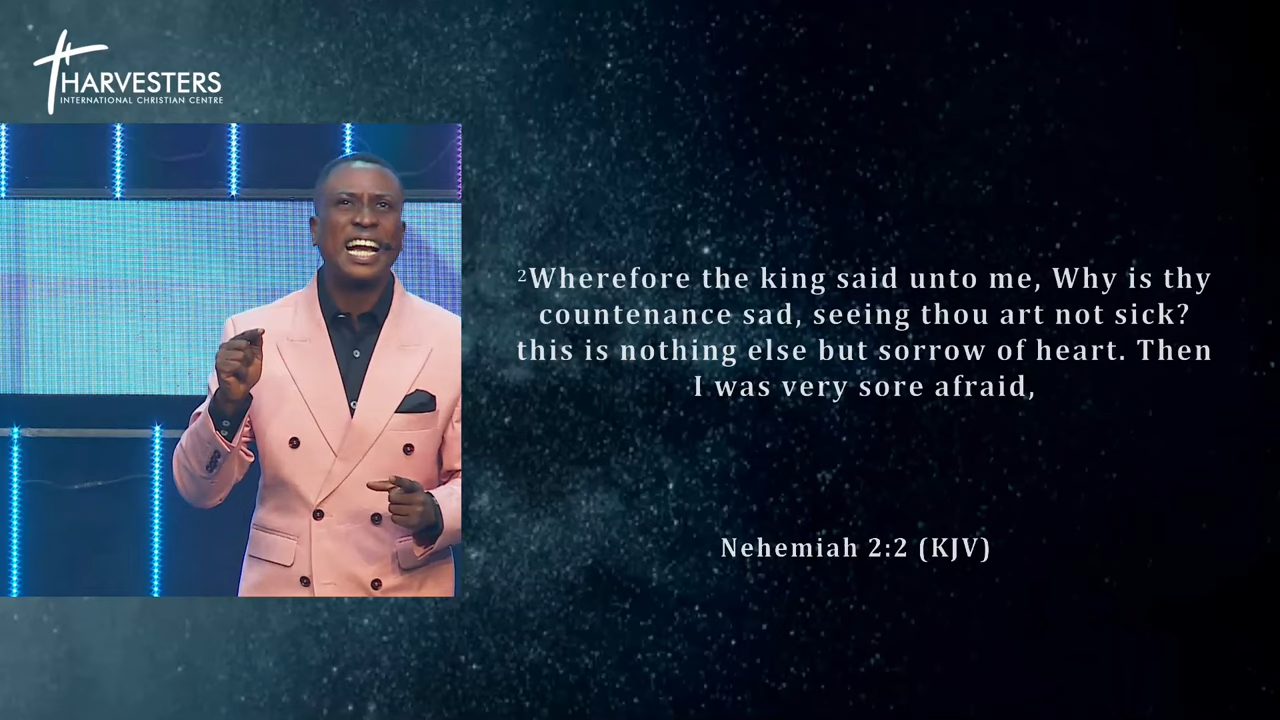 HARVESTERS
INTERNATIONAL CHRISTIAN CENTRE
2Wherefore the king said unto me, Why is thy
countenance sad, seeing thou art not sick?
this is nothing else but sorrow of heart. Then
I was very sore afraid,
Nehemiah 2:2 (KJV)